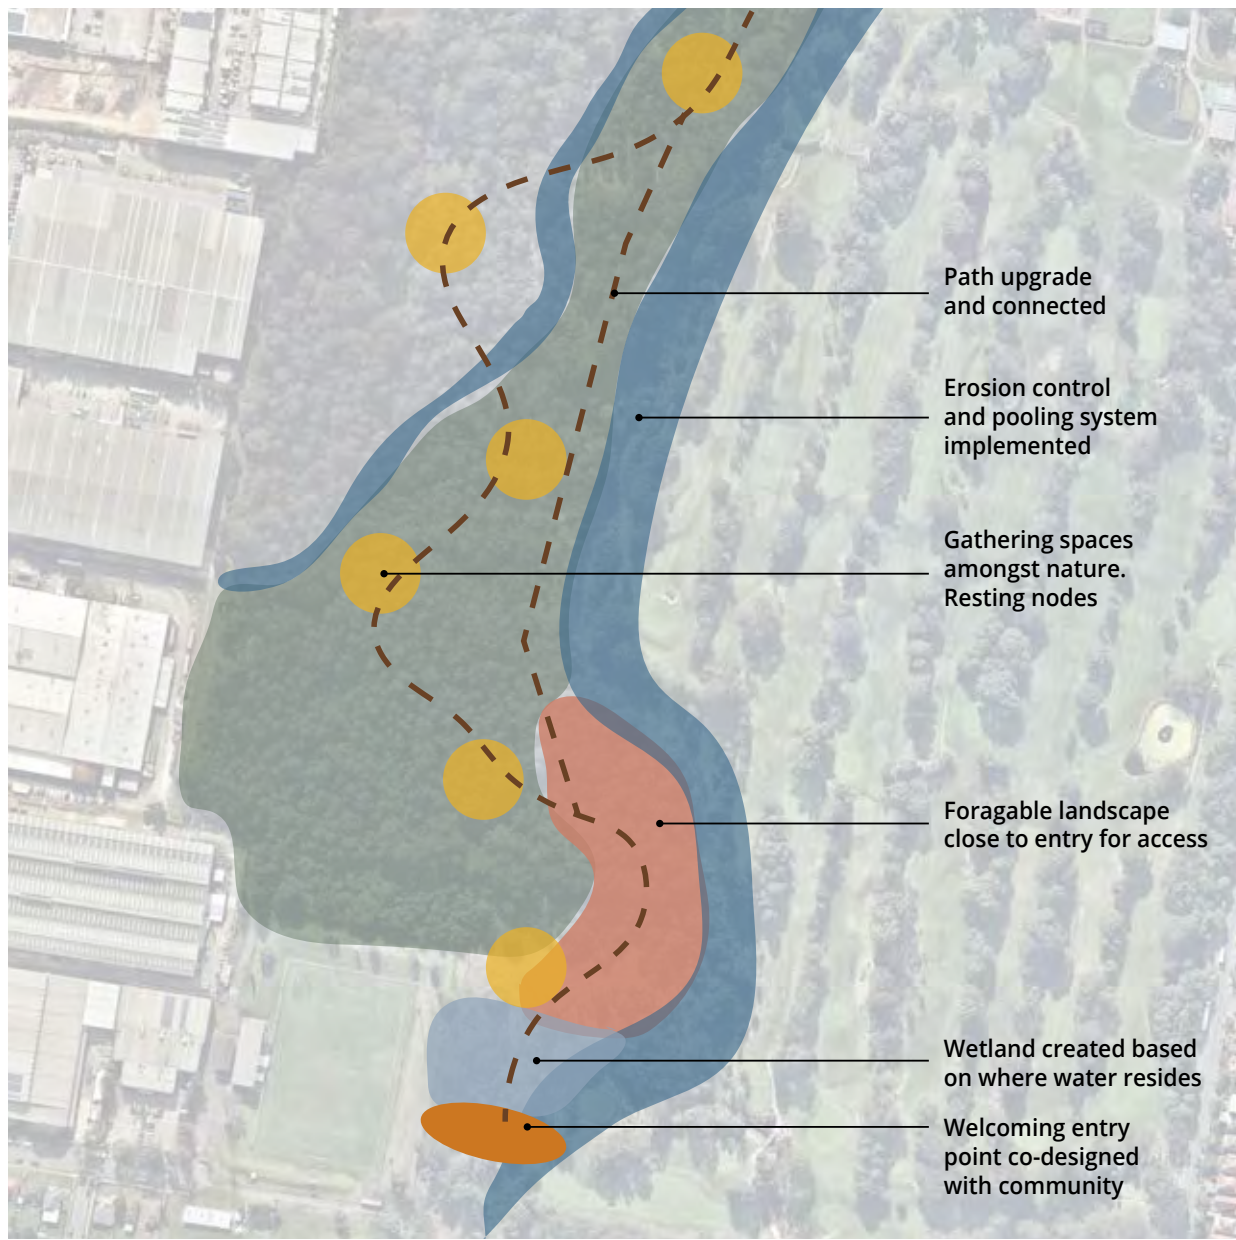 Path upgrade
and connected
Erosion control
and pooling system
implemented
Gathering spaces
amongst nature.
Resting nodes
Foragable landscape
close to entry for access
Wetland created based
on where water resides
Welcoming entry
point co-designed
with community